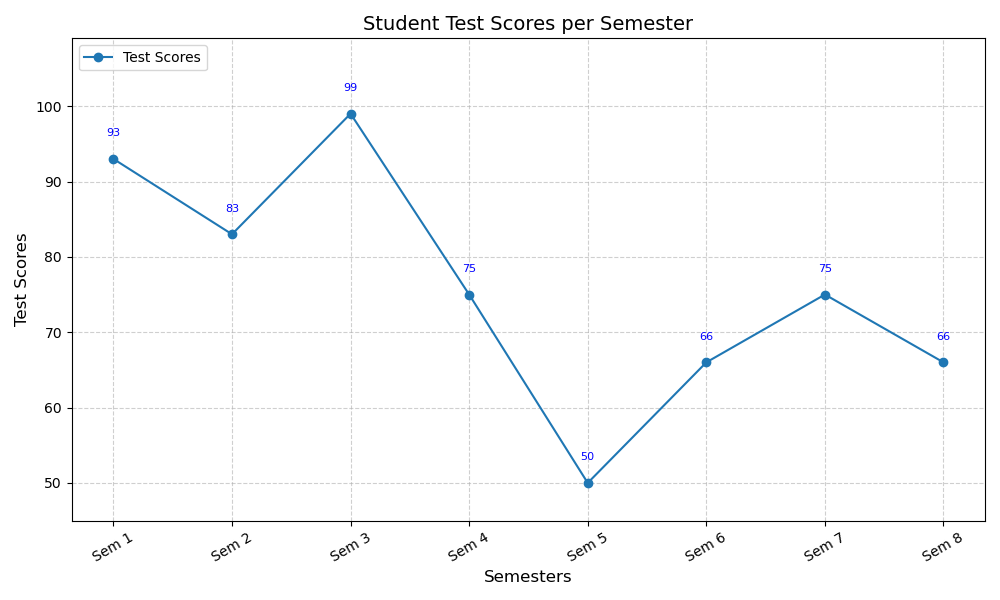 Student Test Scores per Semester
Test Scores
100
90
80
70
60
50
Test Scores
93
83
99
75
50
66
75
66
Sem 1
Sem 2
Sem 3
Sem 4
Sem 5
Sem 6
Sem 7
Sem 8
Semesters